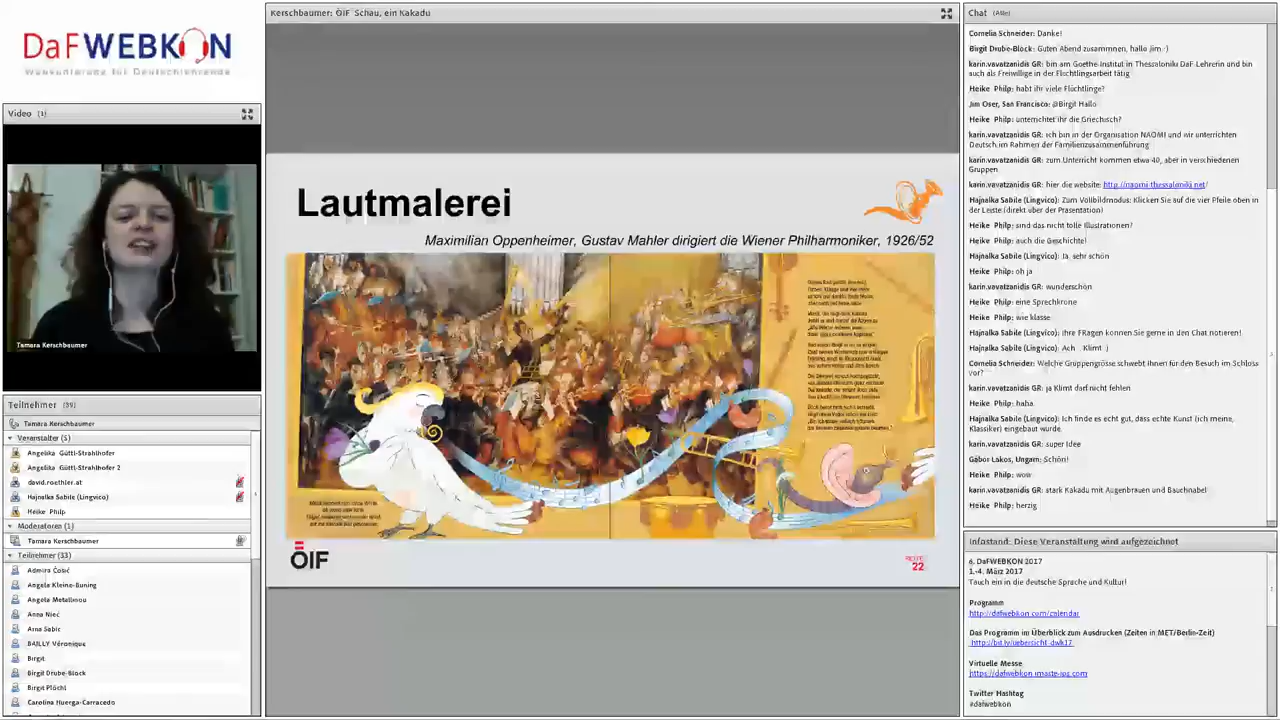 DaFWEBKON
Webkonferenz für Deutschlehrende
Video (1)
Tamara Kerschbaumer
Teilnehmer (39)
Tamara Kerschbaumer
Veranstalter (5)
Angelika Güttl-Strahlhofer
Angelika Güttl-Strahlhofer 2
david.roethler.at
Hajnalka Sabile (Lingvico)
Heike Philp
Moderatoren (1)
Tamara Kerschbaumer
Teilnehmer (33)
Admira Ćosić
Angela Kleine-Büning
Angela Metallinou
Anna Nieć
Arna Sabic
BAILLY Véronique
Birgit
Birgit Drube-Block
Birgit Plöchl
Carolina Huerga-Carracedo
Kerschbaumer: ÖIF Schau, ein Kakadu
Lautmalerei
Maximilian Oppenheimer, Gustav Mahler dirigiert die Wiener Philharmoniker, 1926/52
ÖIF
SEITE
22
Chat (Alle)
Cornelia Schneider: Danke!
Birgit Drube-Block: Guten Abend zusammnen, hallo Jim :-)
karin.vavatzanidis GR: bin am Goethe-Institut in Thessaloniki DaF Lehrerin und bin
auch als Freiwillige in der Flüchtlingsarbeit tätig
Heike Philp: habt ihr viele Flüchtlinge?
Jim Oser, San Francisco: @Birgit Hallo
Heike Philp: unterrichtet ihr die Griechisch?
karin.vavatzanidis GR: ich bin in der Organisation NAOMI und wir unterrichten
Deutsch im Rahmen der Familienzusammenführung
karin.vavatzanidis GR: zum Unterricht kommen etwa 40, aber in verschiedenen
Gruppen
karin.vavatzanidis GR: hier die website: http://naomi-thessaloniki.net/
Hajnalka Sabile (Lingvico): Zum Vollbildmodus: Klicken Sie auf die vier Pfeile oben in
der Leiste (direkt über der Präsentation)
Heike Philp: sind das nicht tolle Illustrationen?
Heike Philp: auch die Geschichte!
Hajnalka Sabile (Lingvico): Ja, sehr schön
Heike Philp: oh ja
karin.vavatzanidis GR: wunderschön
Heike Philp: eine Sprechkrone
Heike Philp: wie klasse
Hajnalka Sabile (Lingvico): Ihre FRagen können Sie gerne in den Chat notieren!
Hajnalka Sabile (Lingvico): Ach.. Klimt :)
Cornelia Schneider: Welche Gruppengrösse schwebt Ihnen für den Besuch im Schloss
vor?
karin.vavatzanidis GR: ja Klimt darf nicht fehlen
Heike Philp: haha
Hajnalka Sabile (Lingvico): Ich finde es echt gut, dass echte Kunst (ich meine,
Klassiker) eingebaut wurde.
karin.vavatzanidis GR: super Idee
Gábor Lakos, Ungarn: Schön!
Heike Philp: wow
karin.vavatzanidis GR: stark Kakadu mit Augenbrauen und Bauchnabel
Heike Philp: herzig
Infostand: Diese Veranstaltung wird aufgezeichnet
6. DaFWEBKON 2017
1.-4. März 2017
Tauch ein in die deutsche Sprache und Kultur!
Programm
http://dafwebkon.com/calendar
Das Programm im Überblick zum Ausdrucken (Zeiten in MET/Berlin-Zeit)
http://bit.ly/uebersicht_dwk17
Virtuelle Messe
https://dafwebkon.imaste-ips.com
Twitter Hashtag
#dafwebkon